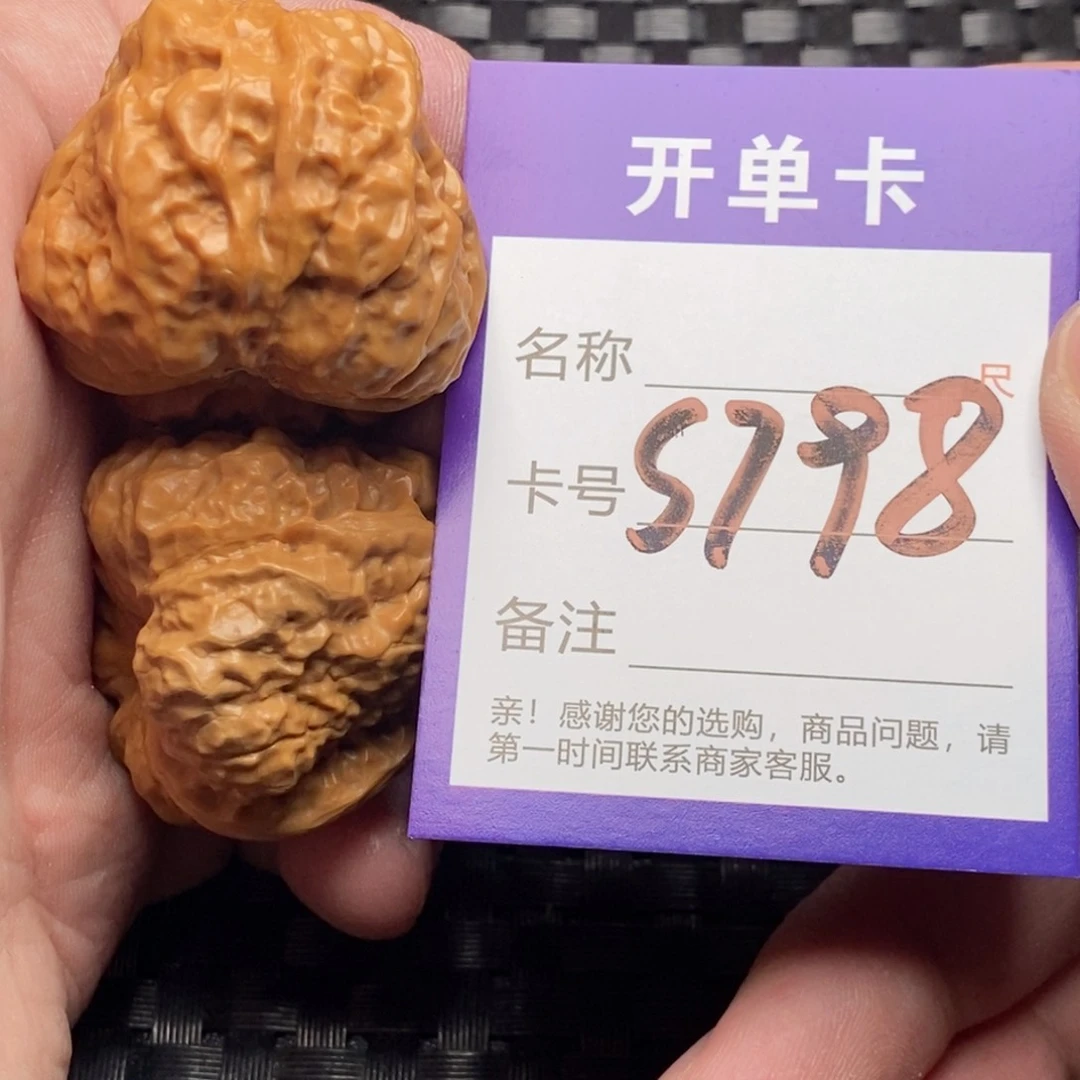 开单卡
名称
尺
卡号 S798
备注
亲！感谢您的选购，商品问题，请
第一时间联系商家客服。